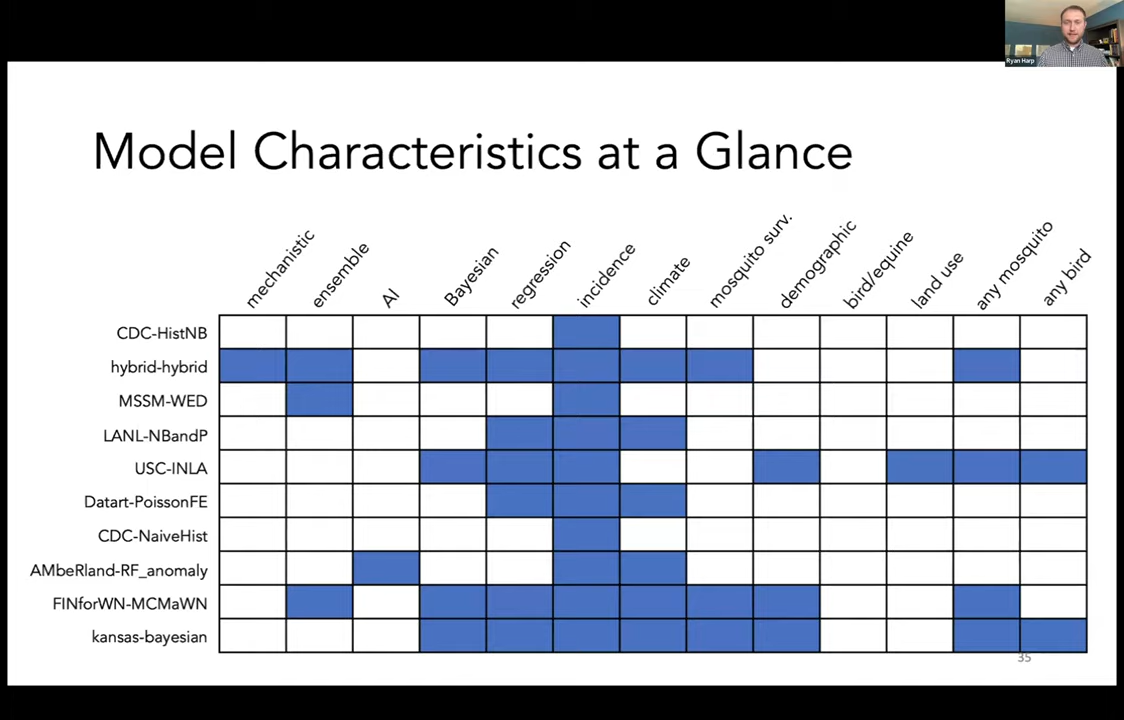 Ryan Harp
Model Characteristics at a Glance
mechanistic
ensemble
AI
Bayesian
regression
incidence
climate
mosquito surv.
demographic
bird/equine
land use
any mosquito
any bird
CDC-HistNB
hybrid-hybrid
MSSM-WED
LANL-NBandP
USC-INLA
Datart-PoissonFE
CDC-NaiveHist
AMbeRland-RF_anomaly
FINforWN-MCMaWN
kansas-bayesian
35